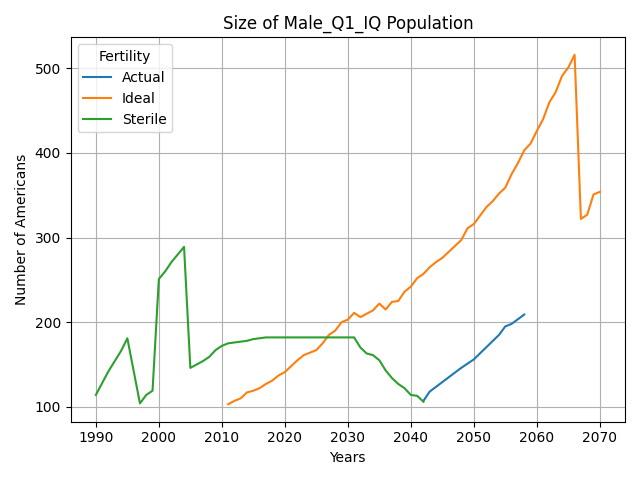 Size of Male_Q1_IQ Population
Fertility
Actual
Ideal
Sterile
Number of Americans
500
400
300
200
100
1990 2000 2010 2020 2030 2040 2050 2060 2070
Years